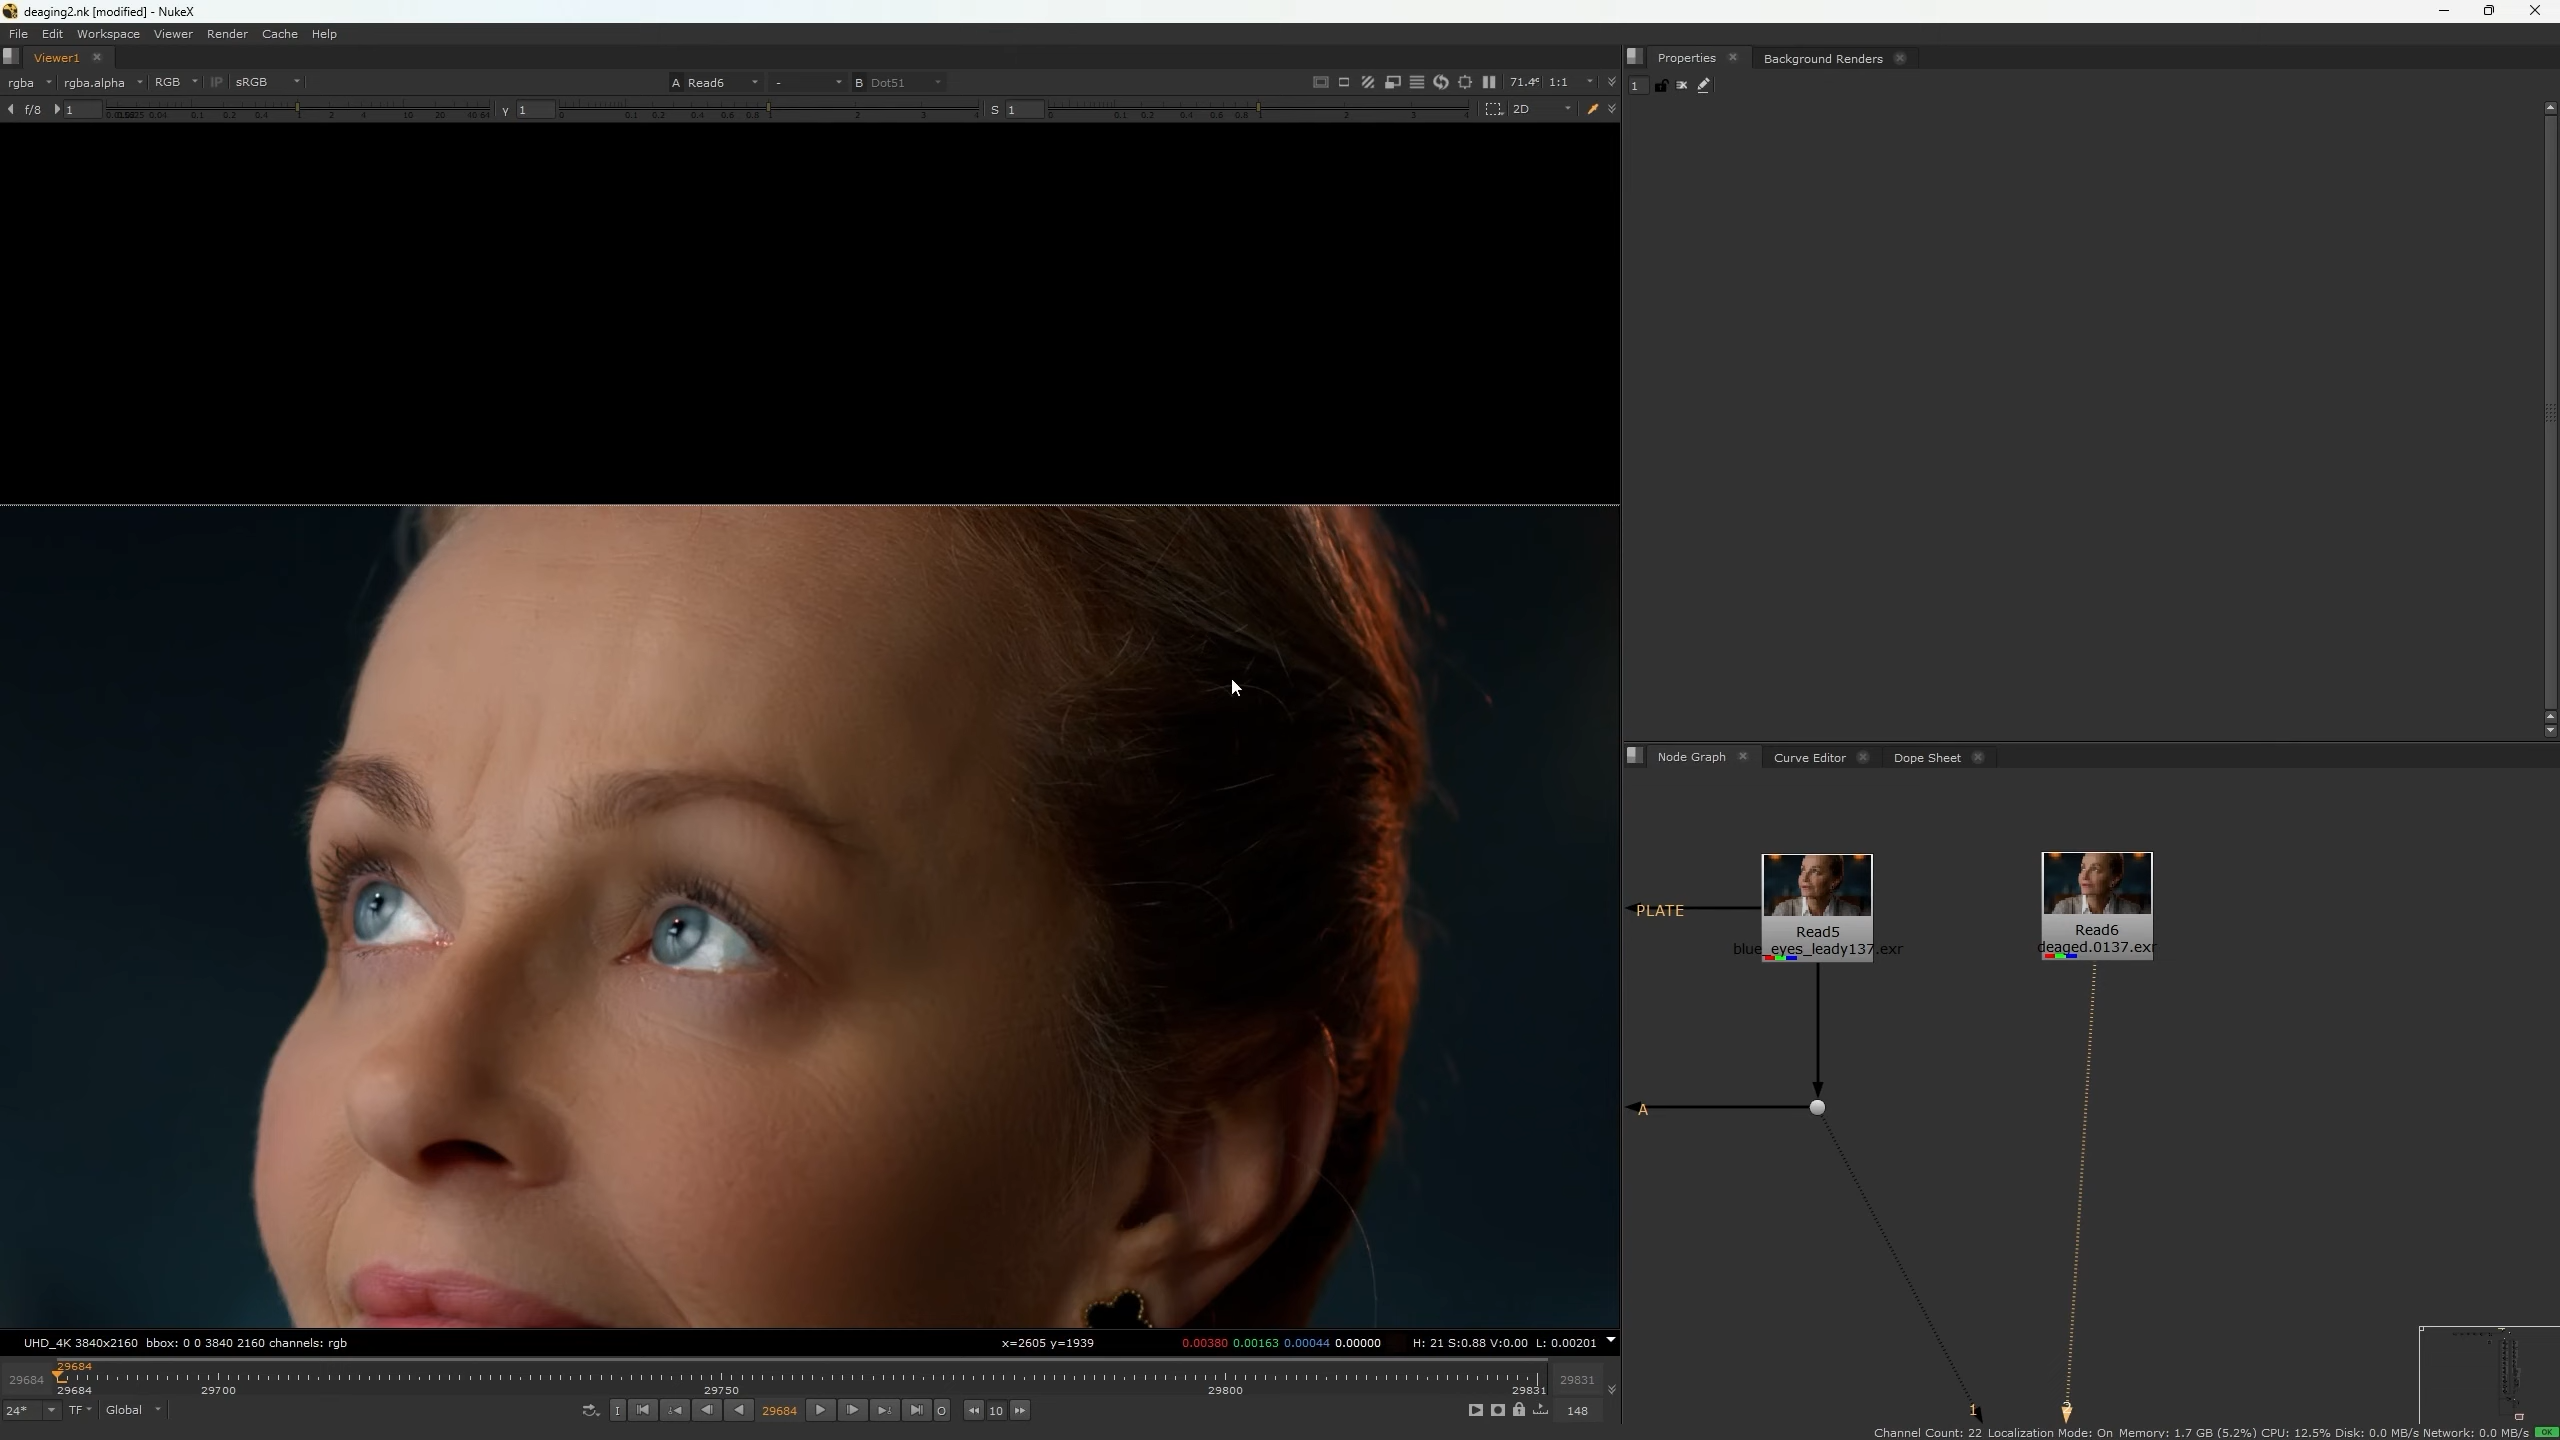 deaging2.nk [modified] - NukeX
File Edit Workspace Viewer Render Cache Help
Viewer1
Properties
Background Renders
rgba rgba.alpha RGB IP sRGB
A Read6 - B Dot51
1:1
1
f/8 1
γ 1
S 1
2D
Node Graph Curve Editor Dope Sheet
PLATE
Read5
blue_eyes_leady137.exr
Read6
deaged.0137.exr
A
1
2
UHD_4K 3840x2160 bbox: 0 0 3840 2160 channels: rgb
x=2605 y=1939
0.00380 0.00163 0.00044 0.00000
H: 21 S:0.88 V:0.00 L: 0.00201
29684
29684
29684 29700 29750 29800 29831
29831
24* TF Global
I
29684
O
10
148
Channel Count: 22 Localization Mode: On Memory: 1.7 GB (5.2%) CPU: 12.5% Disk: 0.0 MB/s Network: 0.0 MB/s
OK